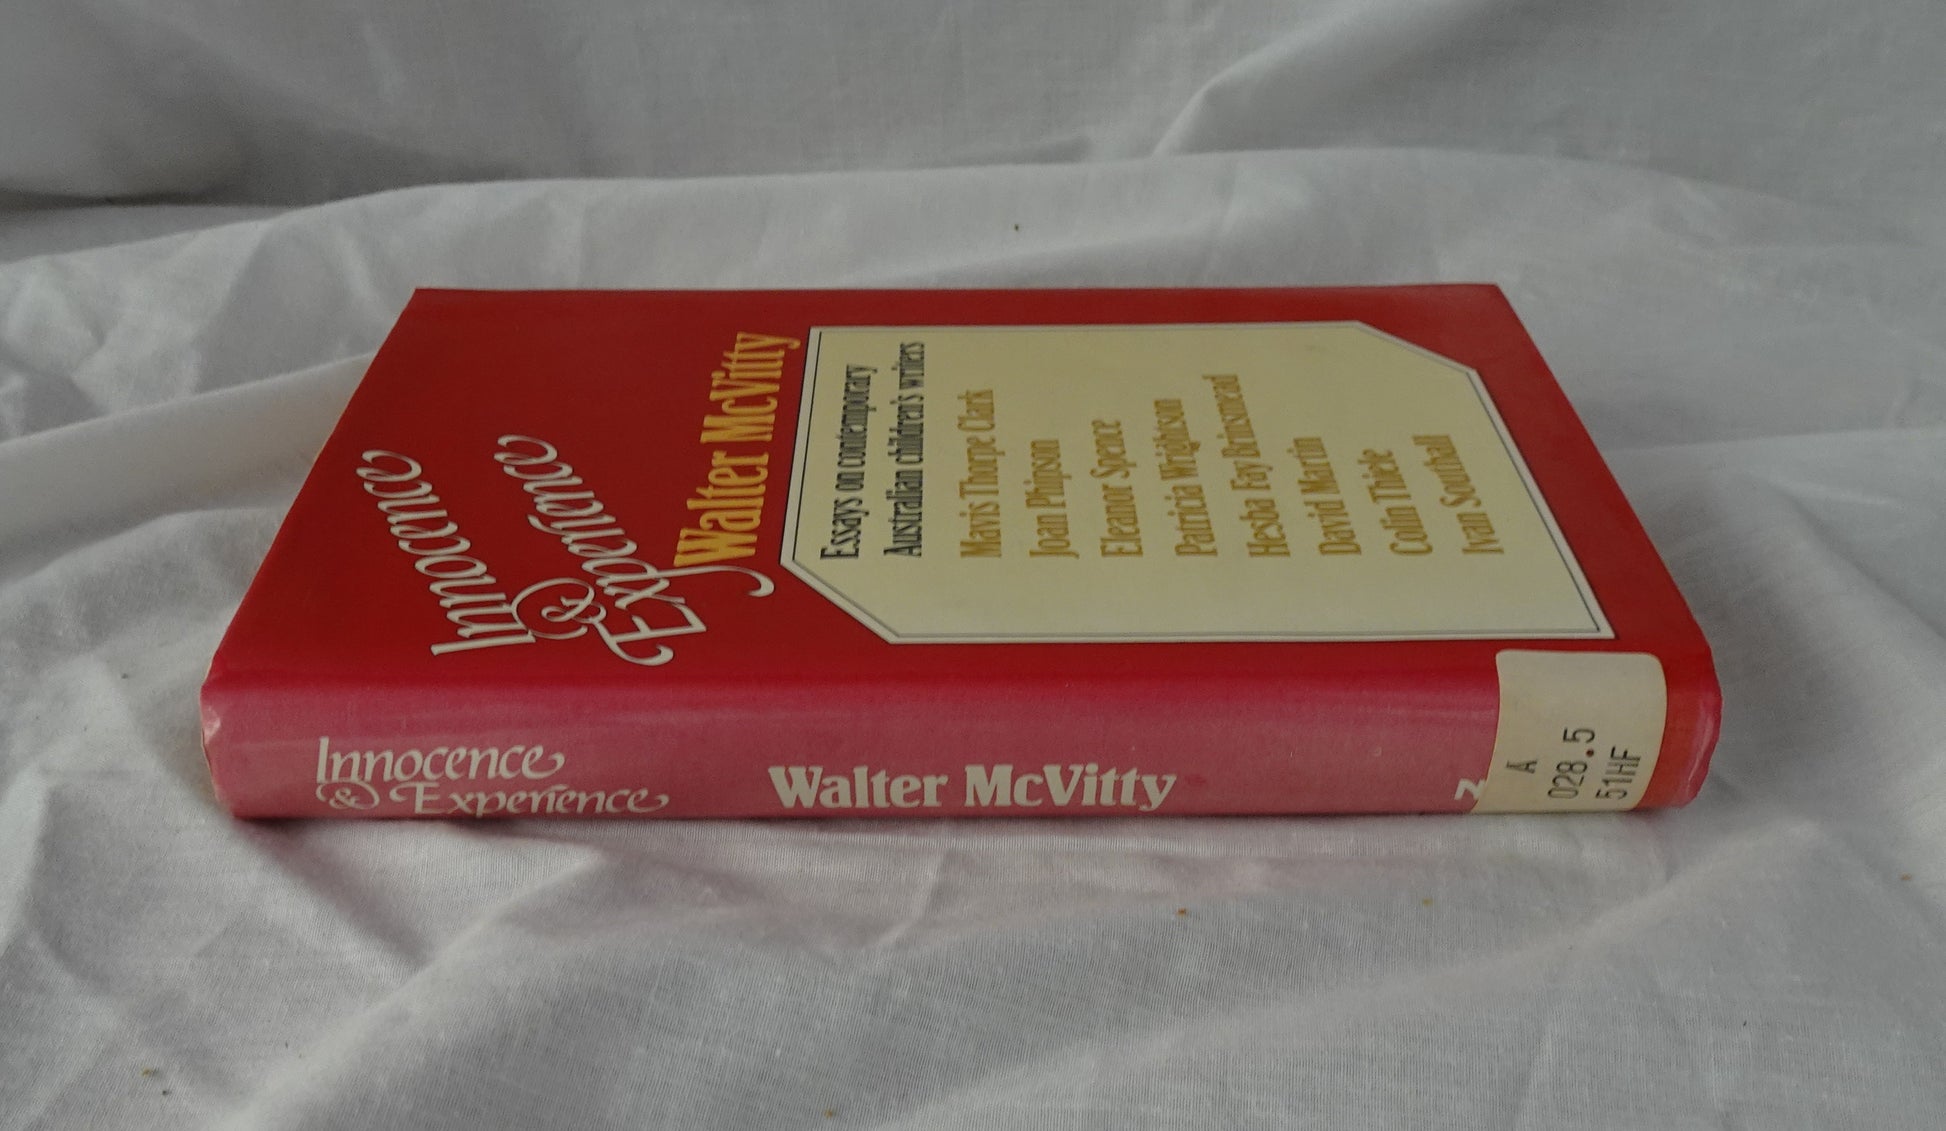 Innocence
&
Experience
Walter McVitty
Essays on contemporary
Australian children's writers
Mavis Thorpe Clark
Joan Phipson
Eleanor Spence
Patricia Wrightson
Hesba Fay Brinsmead
David Martin
Colin Thiele
Ivan Southall
Innocence
& Experience
Walter McVitty
A
028.5
51HF